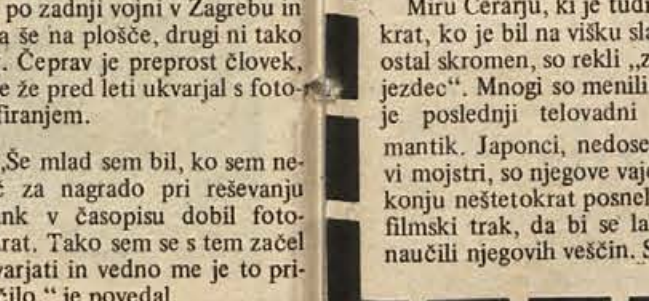 po zadnji vojni v Zagrebu in
a še na plošče, drugi ni tako
. Čeprav je preprost človek,
e že pred leti ukvarjal s foto-
firanjem.
„Še mlad sem bil, ko sem ne-
č za nagrado pri reševanju
nk v časopisu dobil foto-
rat. Tako sem se s tem začel
varjati in vedno me je to pri-
čilo,“ je povedal
Miru Cerarju, ki je tudi
krat, ko je bil na višku sla
ostal skromen, so rekli „z
jezdec“. Mnogi so menili
je poslednji telovadni
mantik. Japonci, nedose
vi mojstri, so njegove vaje
konju neštetokrat posnel
filmski trak, da bi se la
naučili njegovih veščin. S